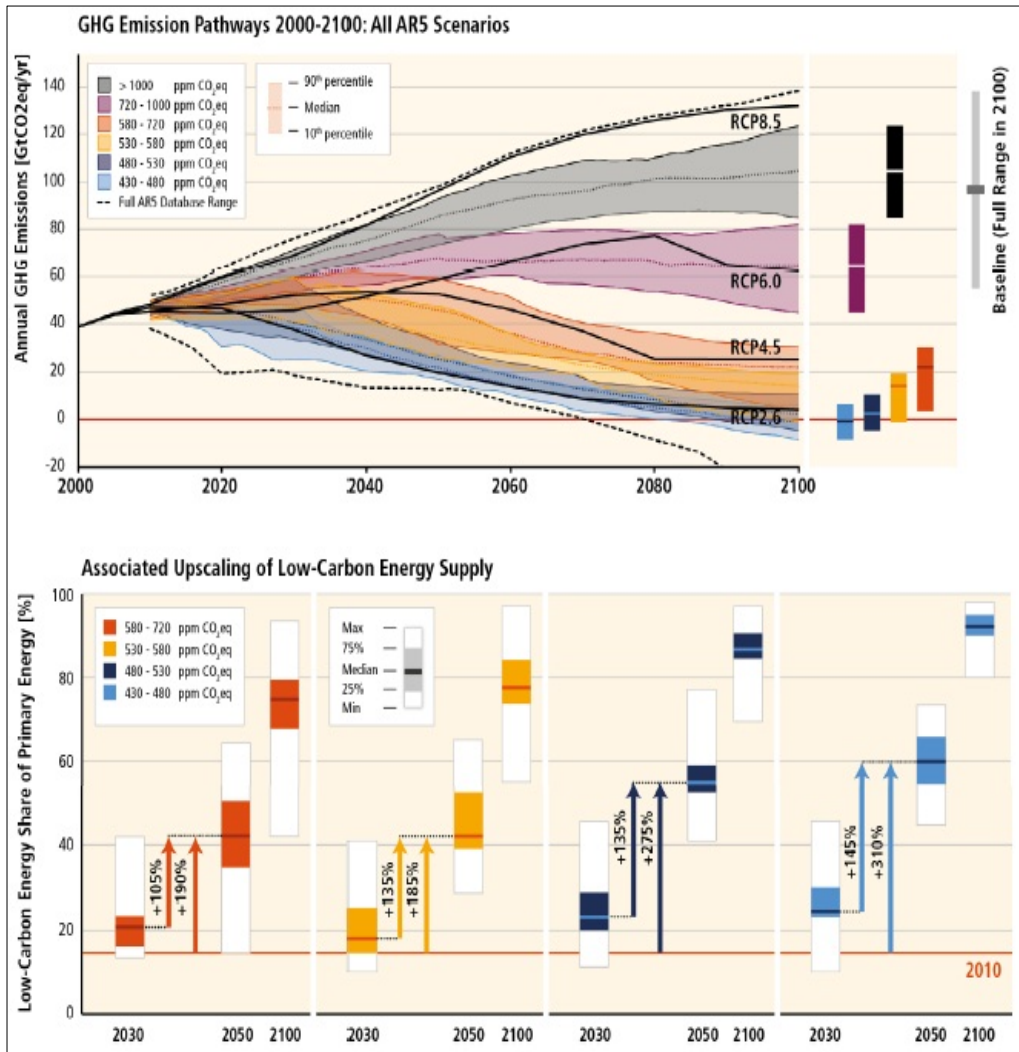 GHG Emission Pathways 2000-2100: All AR5 Scenarios
Annual GHG Emissions [GtCO2eq/yr)
140
120
100
80
60
40
20
0
-20
> 1000 ppm CO₂eq
720 - 1000 ppm CO₂eq
580 - 720 ppm CO₂eq
530 - 580 ppm CO₂eq
480 - 530 ppm CO₂eq
430 - 480 ppm CO₂eq
Full AR5 Database Range
90th percentile
Median
10th percentile
RCP8.5
RCP6.0
RCP4.5
RCP2.6
2000
2020
2040
2060
2080
2100
Baseline (Full Range in 2100)
Associated Upscaling of Low-Carbon Energy Supply
Low-Carbon Energy Share of Primary Energy [%]
100
80
60
40
20
0
580 - 720 ppm CO₂eq
530 - 580 ppm CO₂eq
480 - 530 ppm CO₂eq
430 - 480 ppm CO₂eq
Max
75%
Median
25%
Min
+105%
+190%
+135%
+185%
+135%
+275%
+145%
+310%
2010
2030
2050
2100
2030
2050
2100
2030
2050
2100
2030
2050
2100